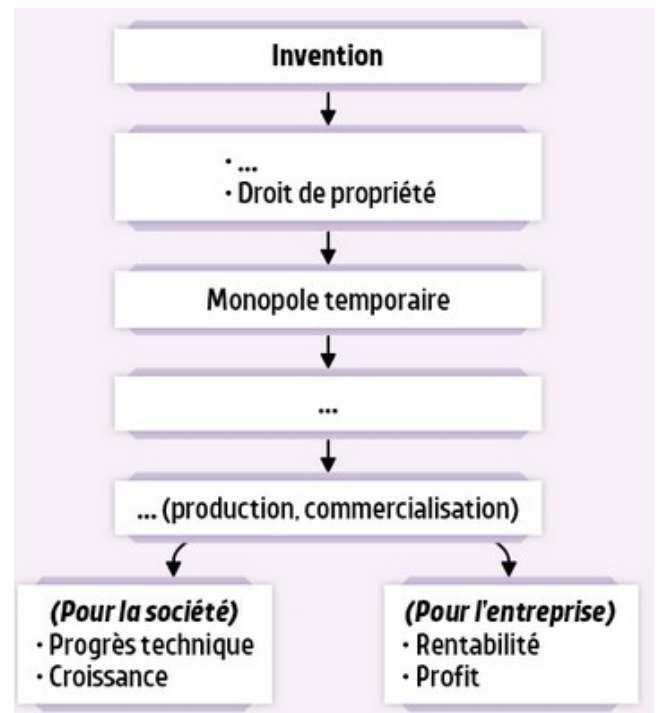 Invention
· ...
· Droit de propriété
Monopole temporaire
...
... (production, commercialisation)
(Pour la société)
· Progrès technique
· Croissance
(Pour l'entreprise)
· Rentabilité
· Profit